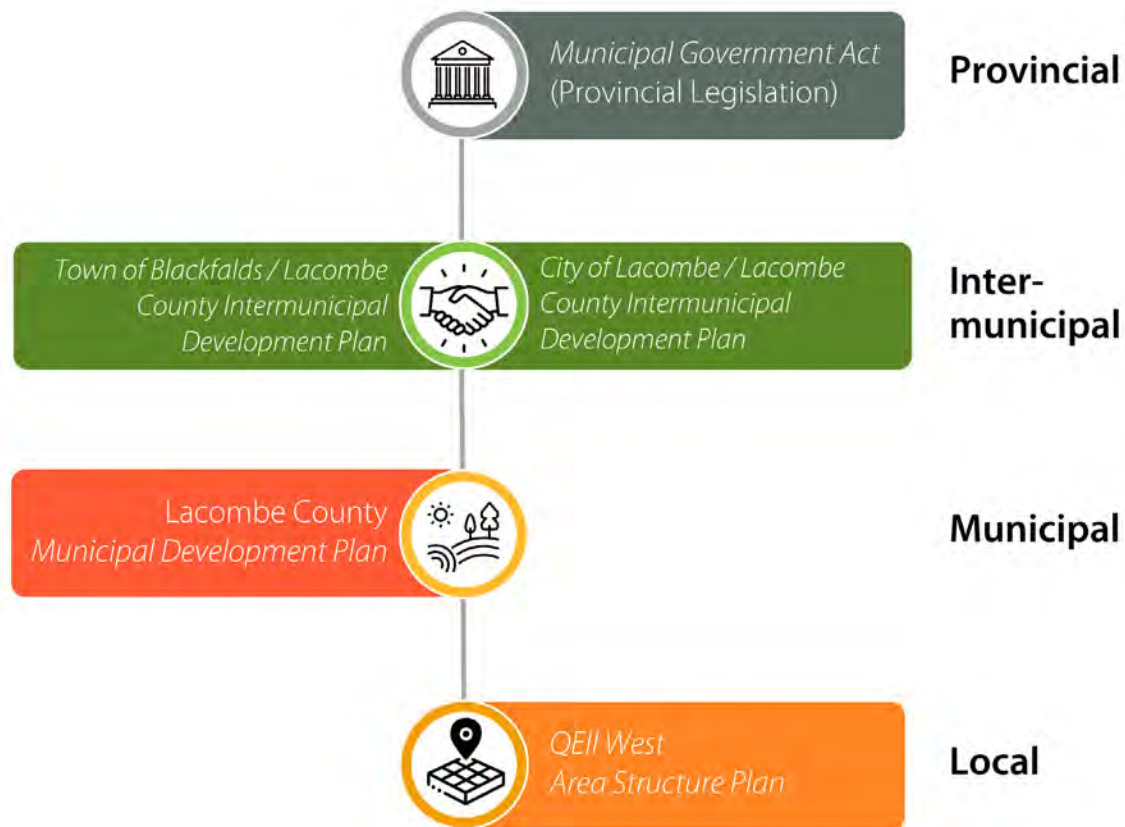 Municipal Government Act
(Provincial Legislation)
Provincial
Town of Blackfalds / Lacombe
County Intermunicipal
Development Plan
City of Lacombe / Lacombe
County Intermunicipal
Development Plan
Inter-
municipal
Lacombe County
Municipal Development Plan
Municipal
QEII West
Area Structure Plan
Local